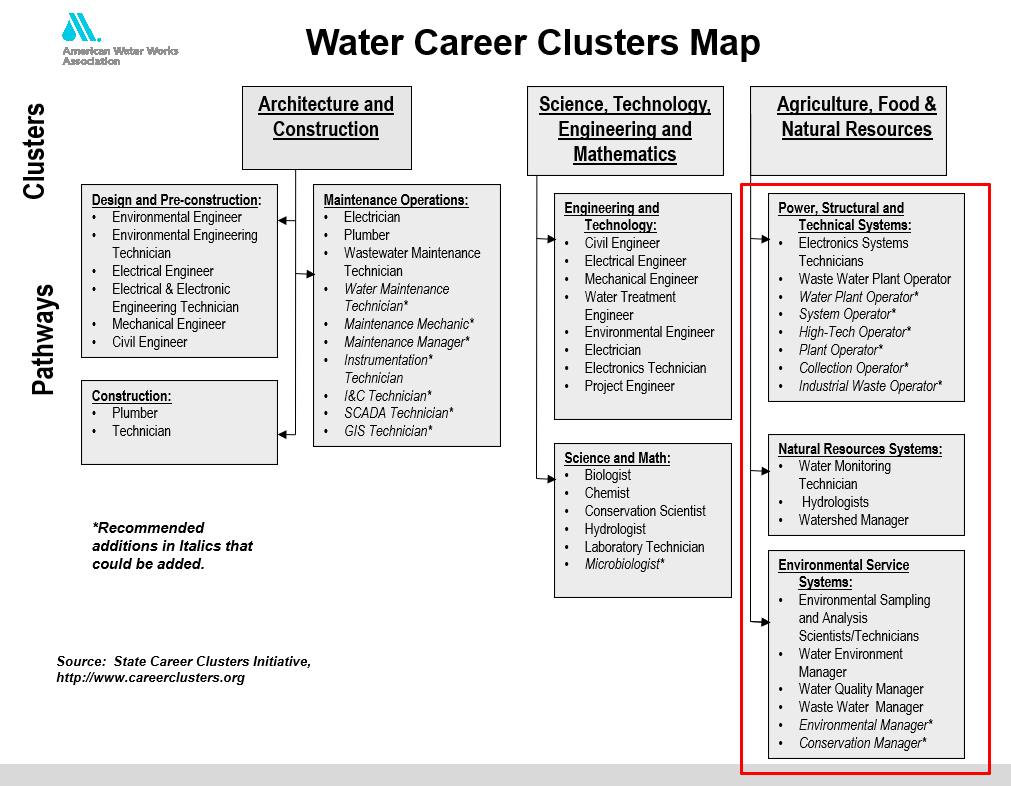 American Water Works
Association
Water Career Clusters Map
Clusters
Pathways
Architecture and
Construction
Design and Pre-construction:
• Environmental Engineer
• Environmental Engineering
Technician
• Electrical Engineer
• Electrical & Electronic
Engineering Technician
• Mechanical Engineer
• Civil Engineer
Construction:
• Plumber
• Technician
Maintenance Operations:
• Electrician
• Plumber
• Wastewater Maintenance
Technician
• Water Maintenance
Technician*
• Maintenance Mechanic*
• Maintenance Manager*
• Instrumentation*
Technician
• I&C Technician*
• SCADA Technician*
• GIS Technician*
Science, Technology,
Engineering and
Mathematics
Engineering and
Technology:
• Civil Engineer
• Electrical Engineer
• Mechanical Engineer
• Water Treatment
Engineer
• Environmental Engineer
• Electrician
• Electronics Technician
• Project Engineer
Science and Math:
• Biologist
• Chemist
• Conservation Scientist
• Hydrologist
• Laboratory Technician
• Microbiologist*
Agriculture, Food &
Natural Resources
Power, Structural and
Technical Systems:
• Electronics Systems
Technicians
• Waste Water Plant Operator
• Water Plant Operator*
• System Operator*
• High-Tech Operator*
• Plant Operator*
• Collection Operator*
• Industrial Waste Operator*
Natural Resources Systems:
• Water Monitoring
Technician
• Hydrologists
• Watershed Manager
Environmental Service
Systems:
• Environmental Sampling
and Analysis
Scientists/Technicians
• Water Environment
Manager
• Water Quality Manager
• Waste Water Manager
• Environmental Manager*
• Conservation Manager*
*Recommended
additions in Italics that
could be added.
Source: State Career Clusters Initiative,
http://www.careerclusters.org